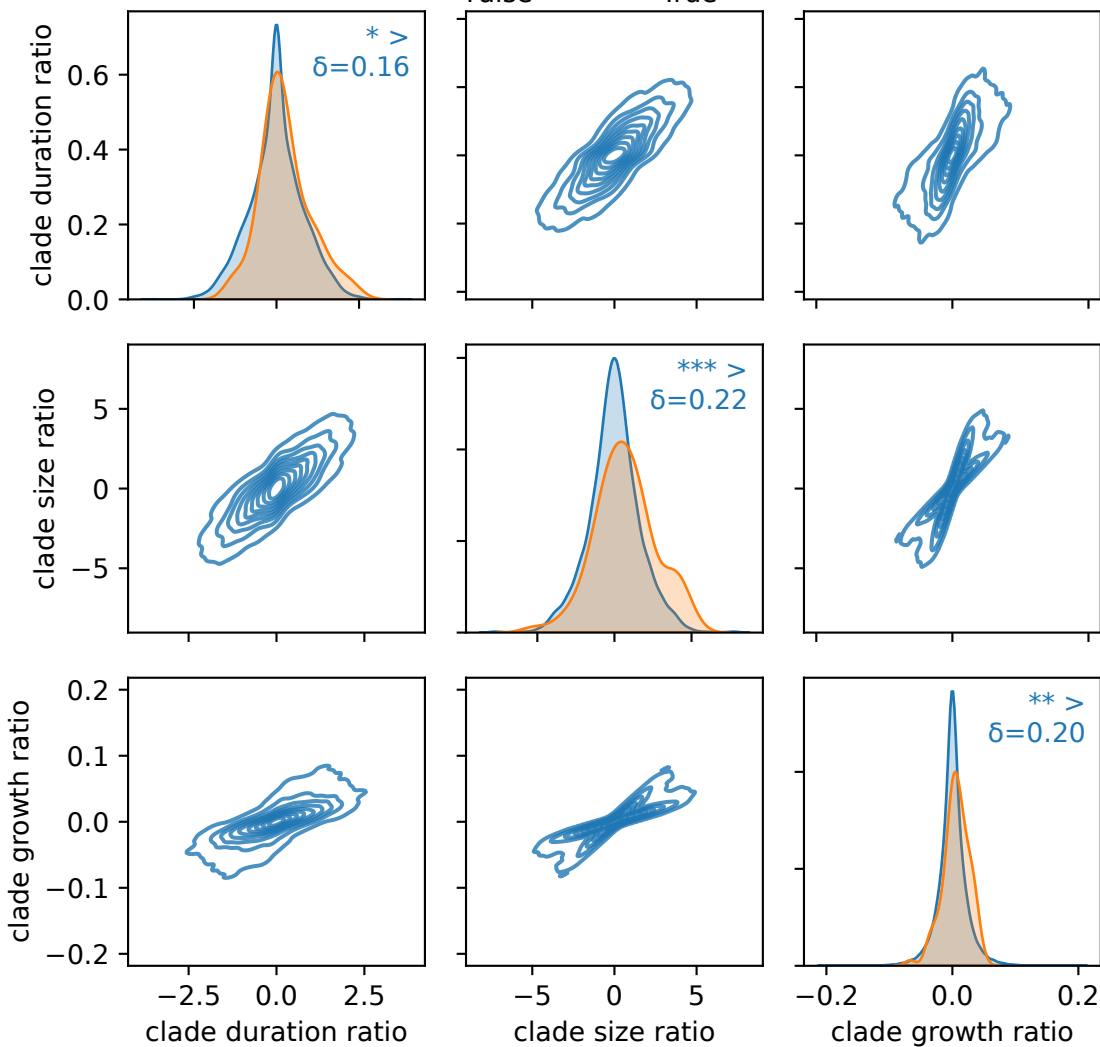 clade duration ratio
0.6
0.4
0.2
0.0
* >
δ=0.16
clade size ratio
5
0
−5
*** >
δ=0.22
clade growth ratio
0.2
0.1
0.0
−0.1
−0.2
** >
δ=0.20
−2.5 0.0 2.5
−5 0 5
−0.2 0.0 0.2
clade duration ratio
clade size ratio
clade growth ratio